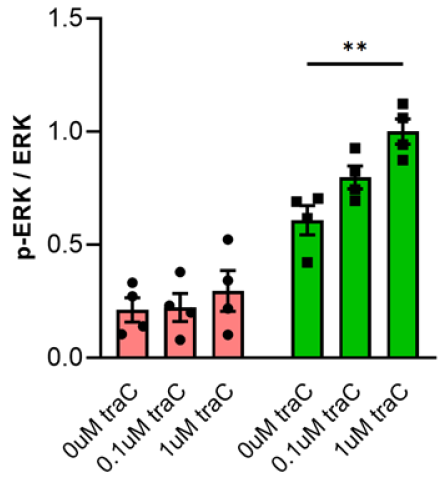 1.5
**
1.0
p-ERK / ERK
0.5
0.0
0uM traC
0.1uM traC
1uM traC
0uM traC
0.1uM traC
1uM traC